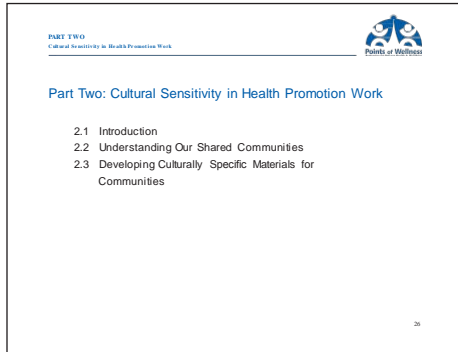 PART TWO
Cultural Sensitivity in Health Promotion Work
Points of Wellness
Part Two: Cultural Sensitivity in Health Promotion Work
2.1 Introduction
2.2 Understanding Our Shared Communities
2.3 Developing Culturally Specific Materials for
Communities
26